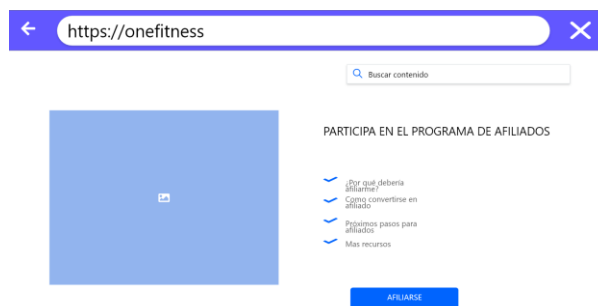 https://onefitness
Buscar contenido
PARTICIPA EN EL PROGRAMA DE AFILIADOS
¿Por qué debería
afiliarme?
Como convertirse en
afiliado
Próximos pasos para
afiliados
Mas recursos
AFILIARSE